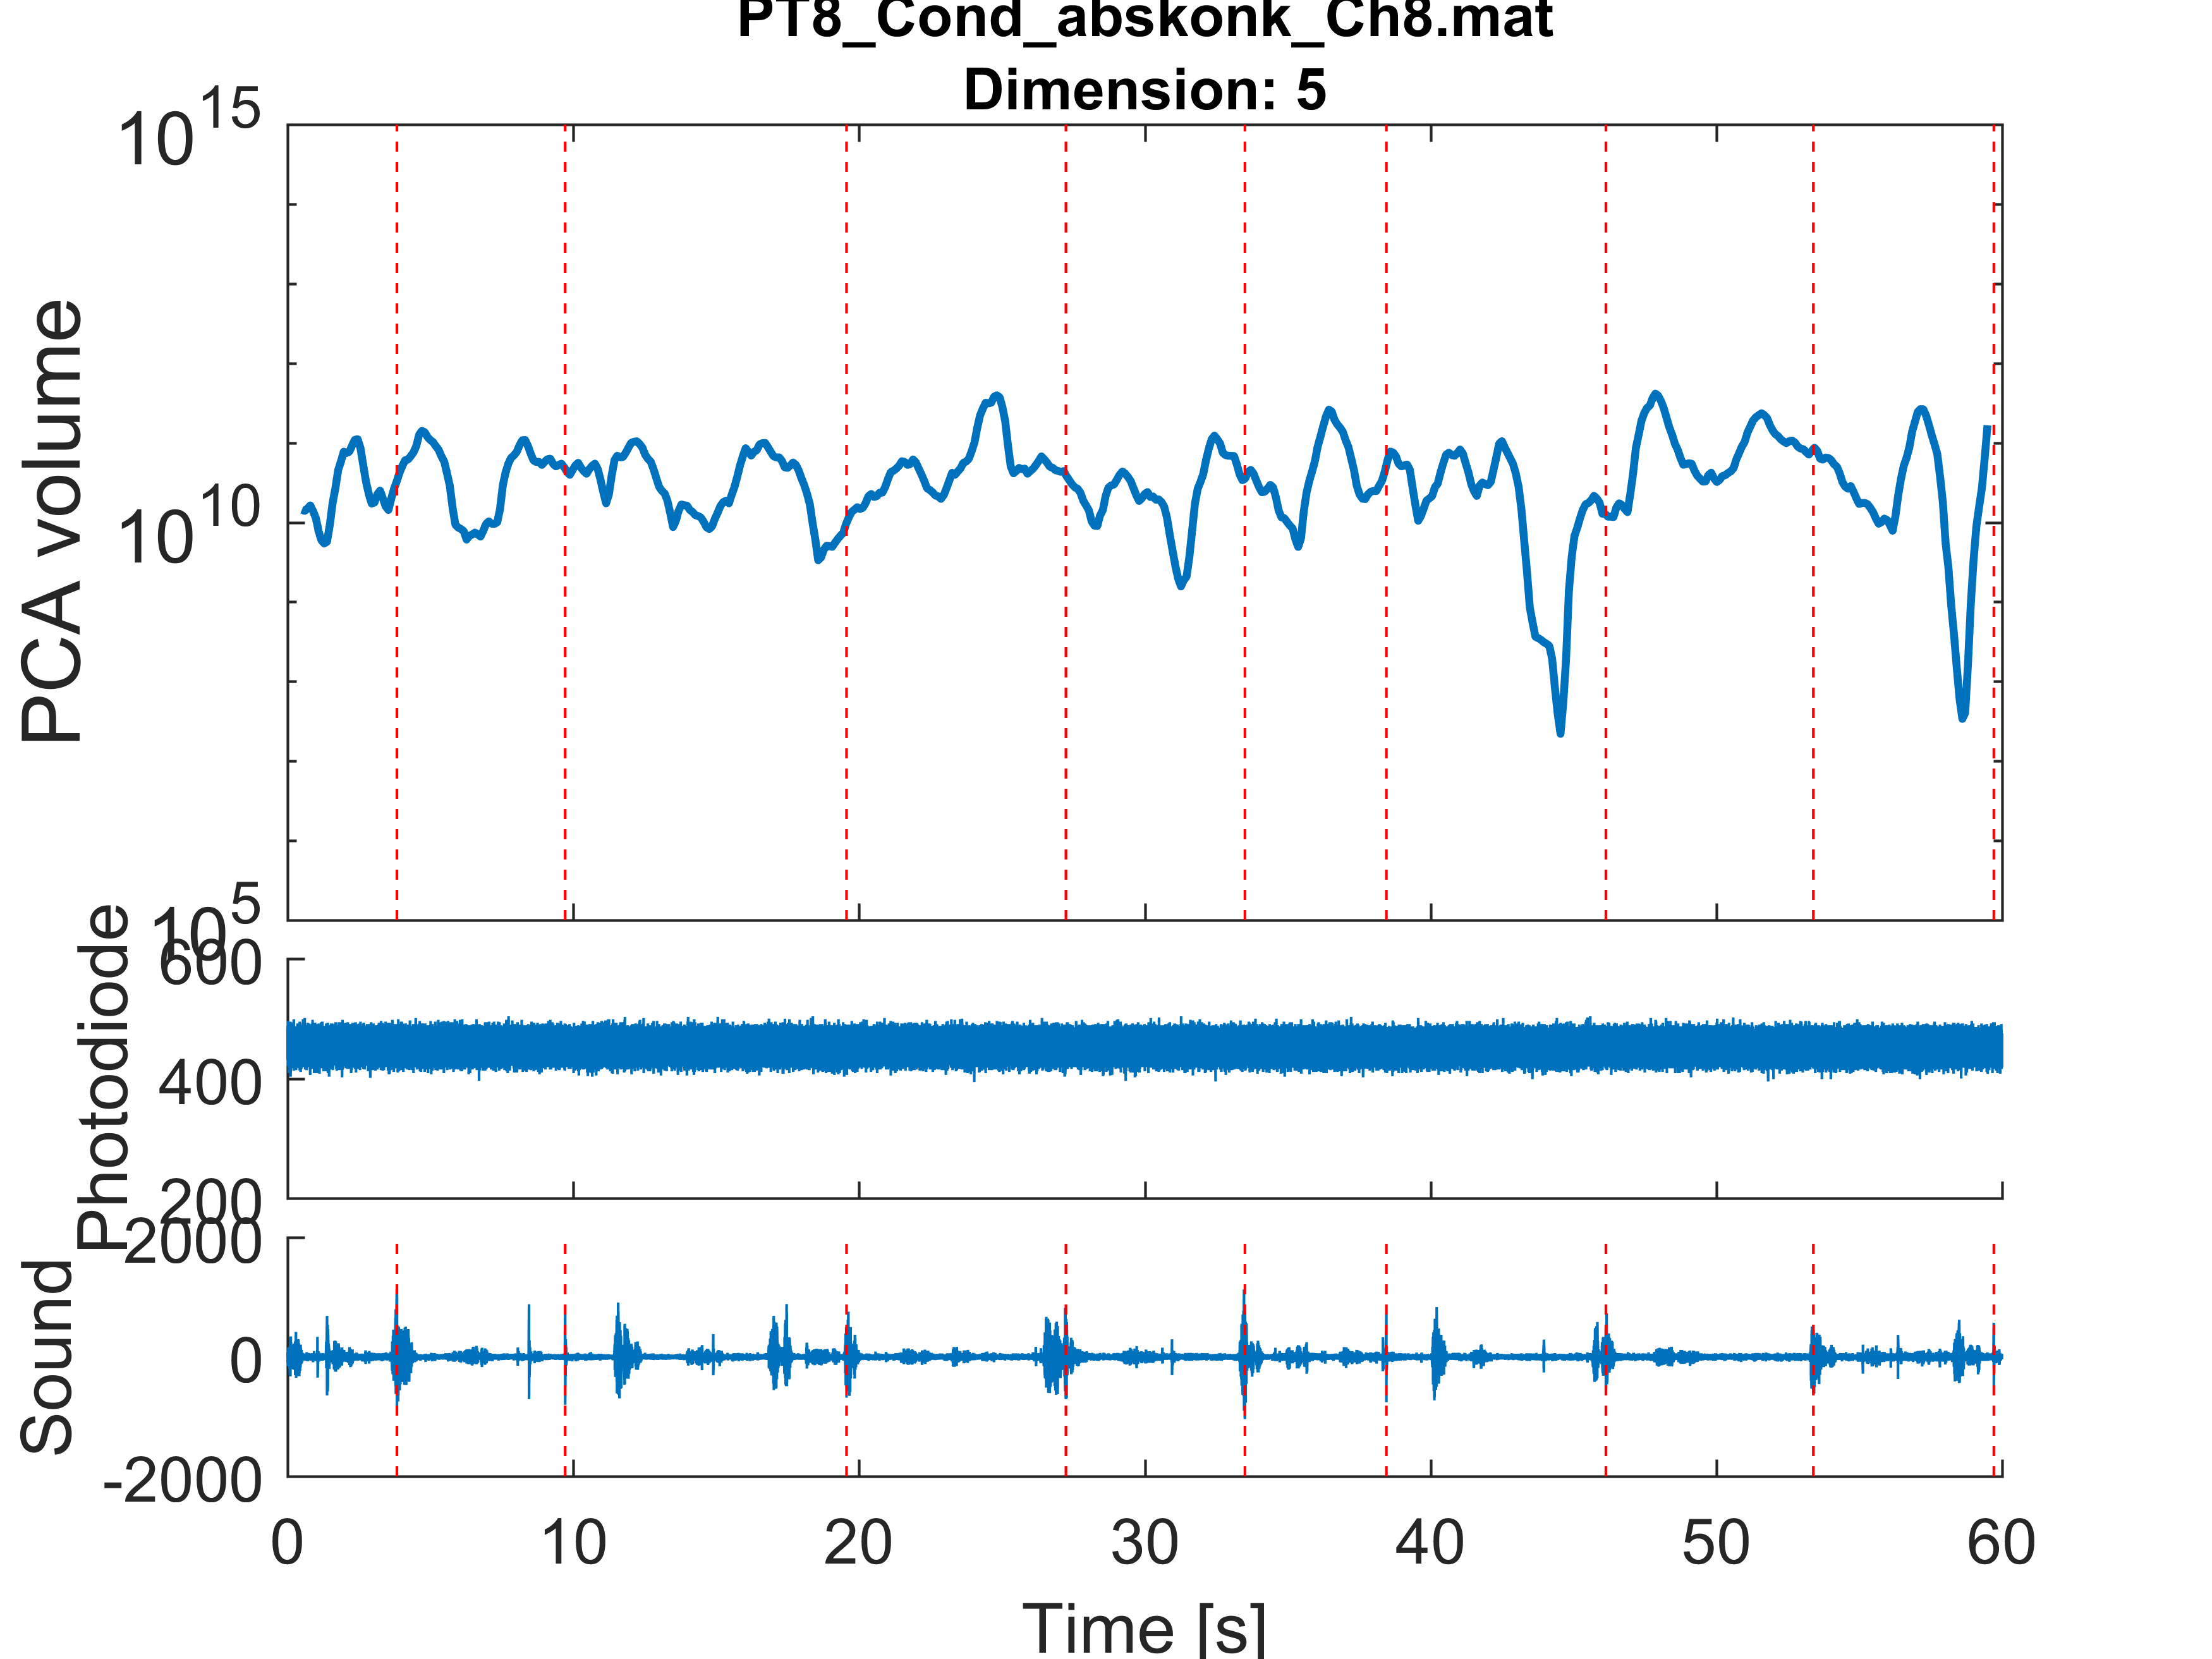 PT8_Cond_abskonk_Ch8.mat
Dimension: 5
10^15
10^10
10^5
PCA volume
600
400
200
Photodiode
2000
0
-2000
Sound
0 10 20 30 40 50 60
Time [s]